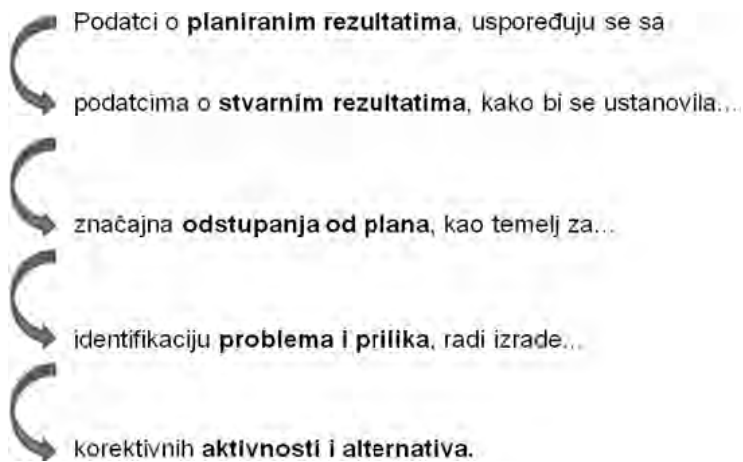 Podatci o planiranim rezultatima, uspoređuju se sa
podatcima o stvarnim rezultatima, kako bi se ustanovila...
značajna odstupanja od plana, kao temelj za...
identifikaciju problema i prilika, radi izrade...
korektivnih aktivnosti i alternativa.